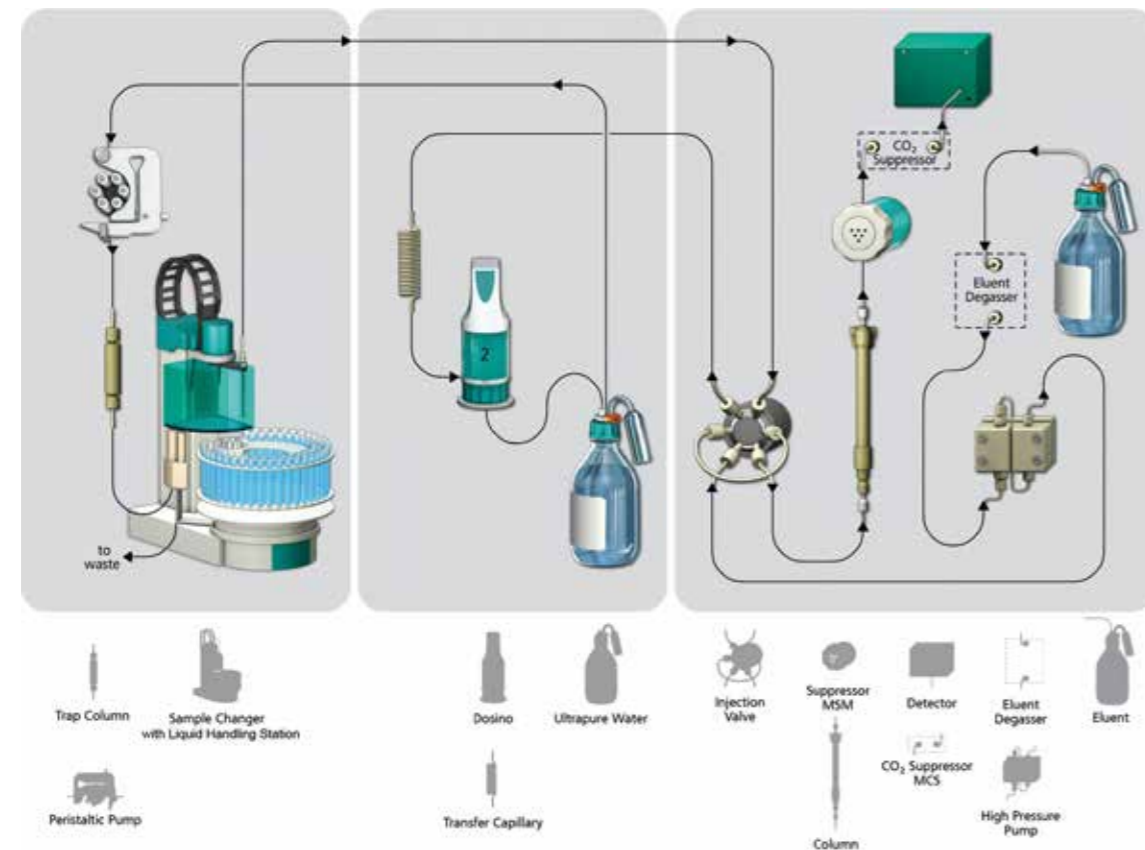 CO₂
Suppressor
Eluent
Degasser
2
to
waste
Trap Column
Sample Changer
with Liquid Handling Station
Dosino
Ultrapure Water
Injection
Valve
Suppressor
MSM
Detector
Eluent
Degasser
Eluent
Peristaltic Pump
Transfer Capillary
Column
CO₂ Suppressor
MCS
High Pressure
Pump